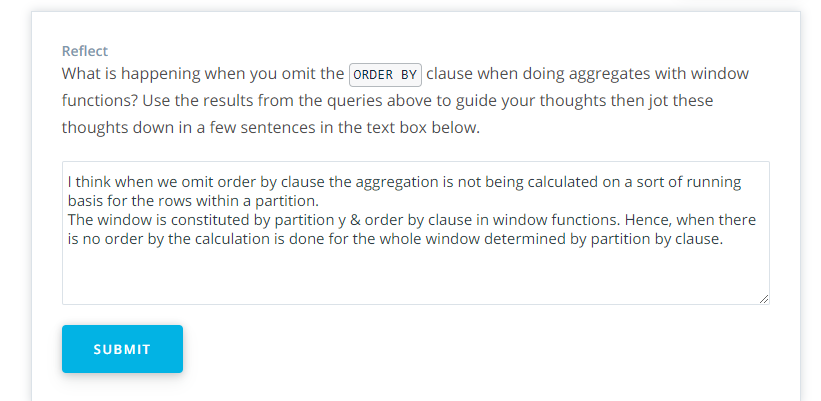 Reflect
What is happening when you omit the ORDER BY clause when doing aggregates with window
functions? Use the results from the queries above to guide your thoughts then jot these
thoughts down in a few sentences in the text box below.
I think when we omit order by clause the aggregation is not being calculated on a sort of running
basis for the rows within a partition.
The window is constituted by partition y & order by clause in window functions. Hence, when there
is no order by the calculation is done for the whole window determined by partition by clause.
SUBMIT